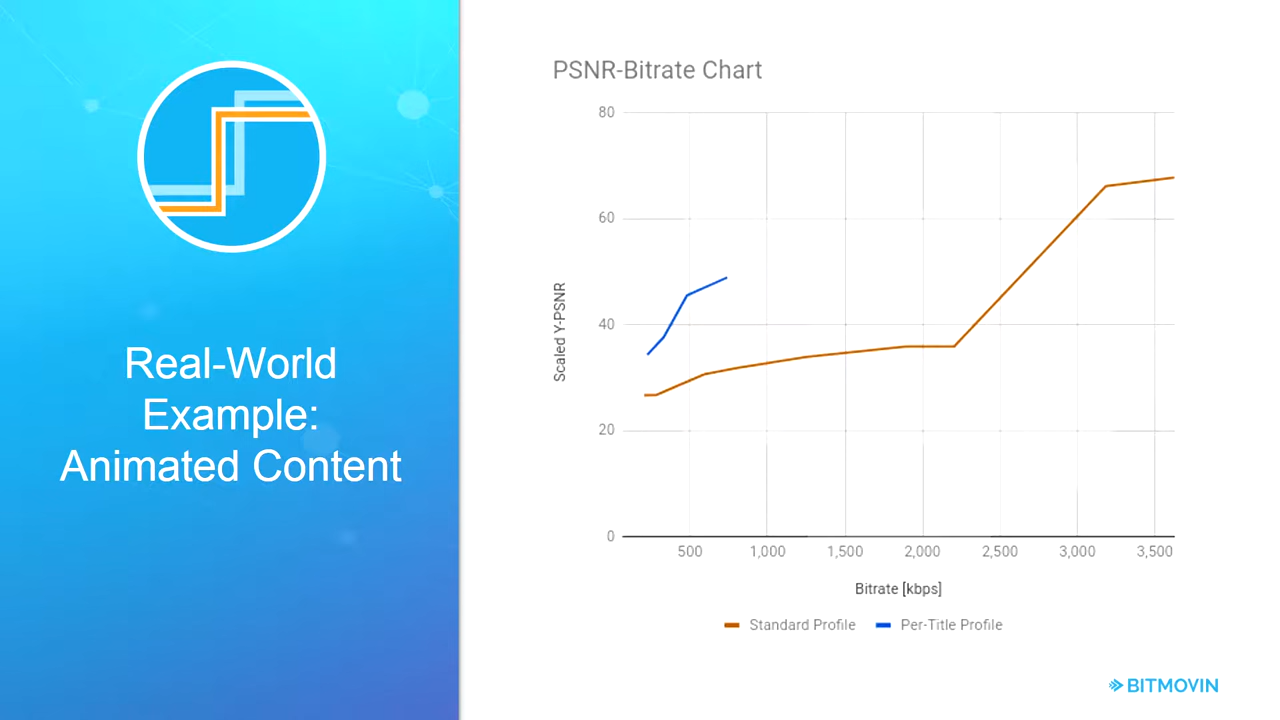 Real-World
Example:
Animated Content
PSNR-Bitrate Chart
Scaled Y-PSNR
80
60
40
20
0
500 1,000 1,500 2,000 2,500 3,000 3,500
Bitrate [kbps]
Standard Profile Per-Title Profile
BITMOVIN